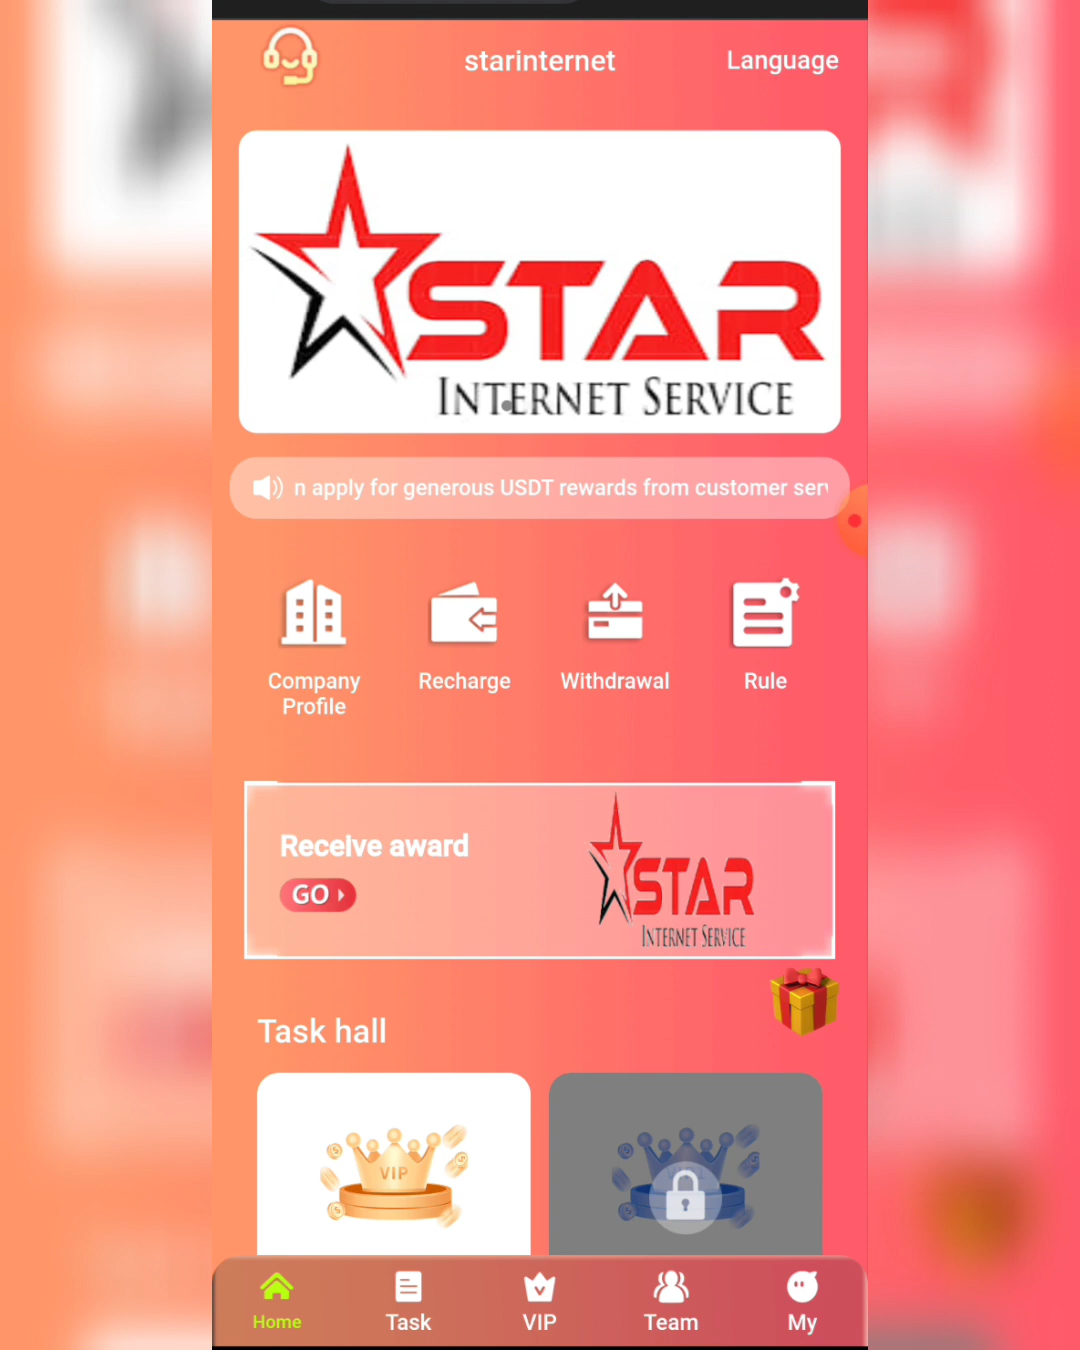 starinternet
Language
STAR
INTERNET SERVICE
n apply for generous USDT rewards from customer ser
Company
Profile
Recharge
Withdrawal
Rule
Receive award
GO
STAR
INTERNET SERVICE
Task hall
VIP
Home
Task
VIP
Team
My